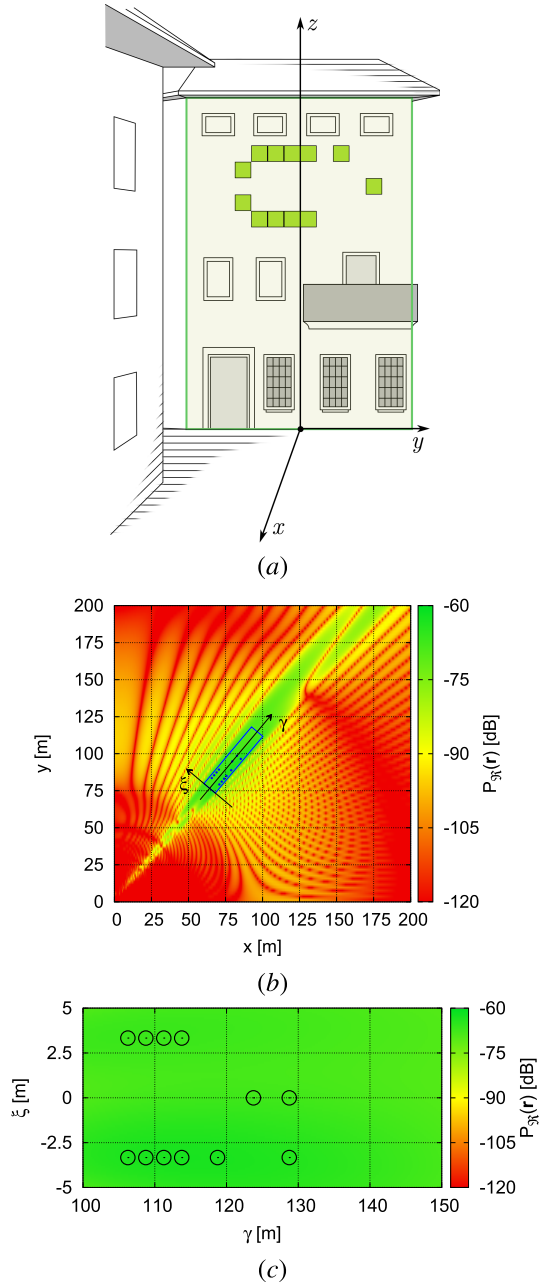 z
y
x
(a)
200
175
150
125
100
75
50
25
0
y [m]
0 25 50 75 100 125 150 175 200
x [m]
γ
ξ
-60
-75
-90
-105
-120
P_ℜ(r) [dB]
(b)
5
2.5
0
-2.5
-5
ξ [m]
100 110 120 130 140 150
γ [m]
-60
-75
-90
-105
-120
P_ℜ(r) [dB]
(c)